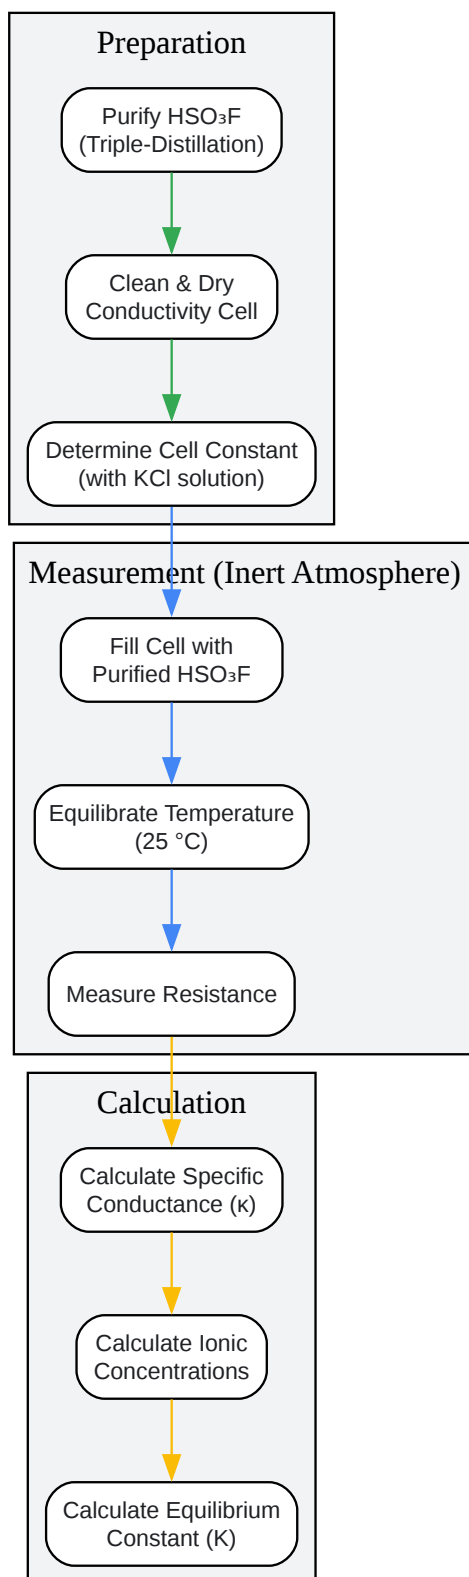 Preparation
Purify HSO₃F
(Triple-Distillation)
Clean & Dry
Conductivity Cell
Determine Cell Constant
(with KCl solution)
Measurement (Inert Atmosphere)
Fill Cell with
Purified HSO₃F
Equilibrate Temperature
(25 °C)
Measure Resistance
Calculation
Calculate Specific
Conductance (κ)
Calculate Ionic
Concentrations
Calculate Equilibrium
Constant (K)